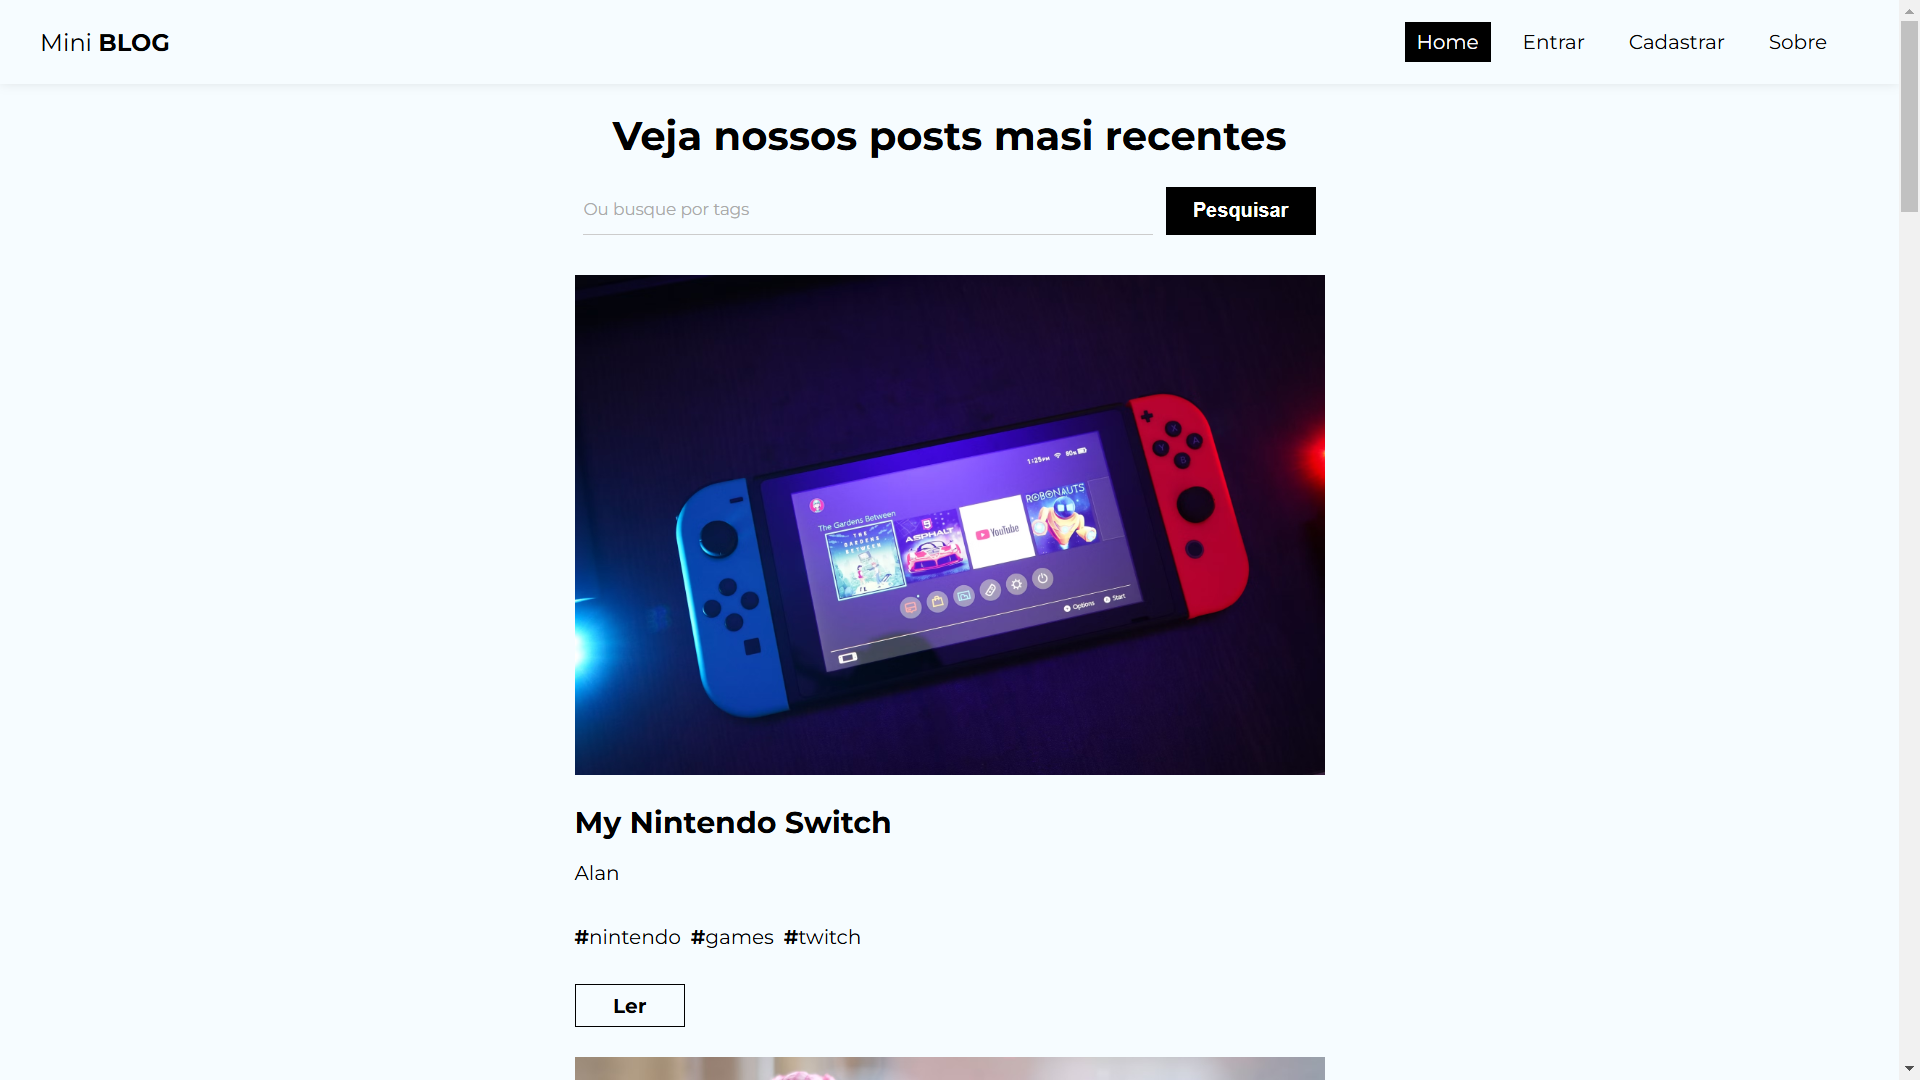 Mini BLOG
Home Entrar Cadastrar Sobre
Veja nossos posts masi recentes
Ou busque por tags
Pesquisar
1:25PM 80%
The Gardens Between
THE GARDENS BETWEEN
ASPHALT 9
YouTube
ROBONAUTS
Options Start
X
A
Y
My Nintendo Switch
Alan
#nintendo #games #twitch
Ler